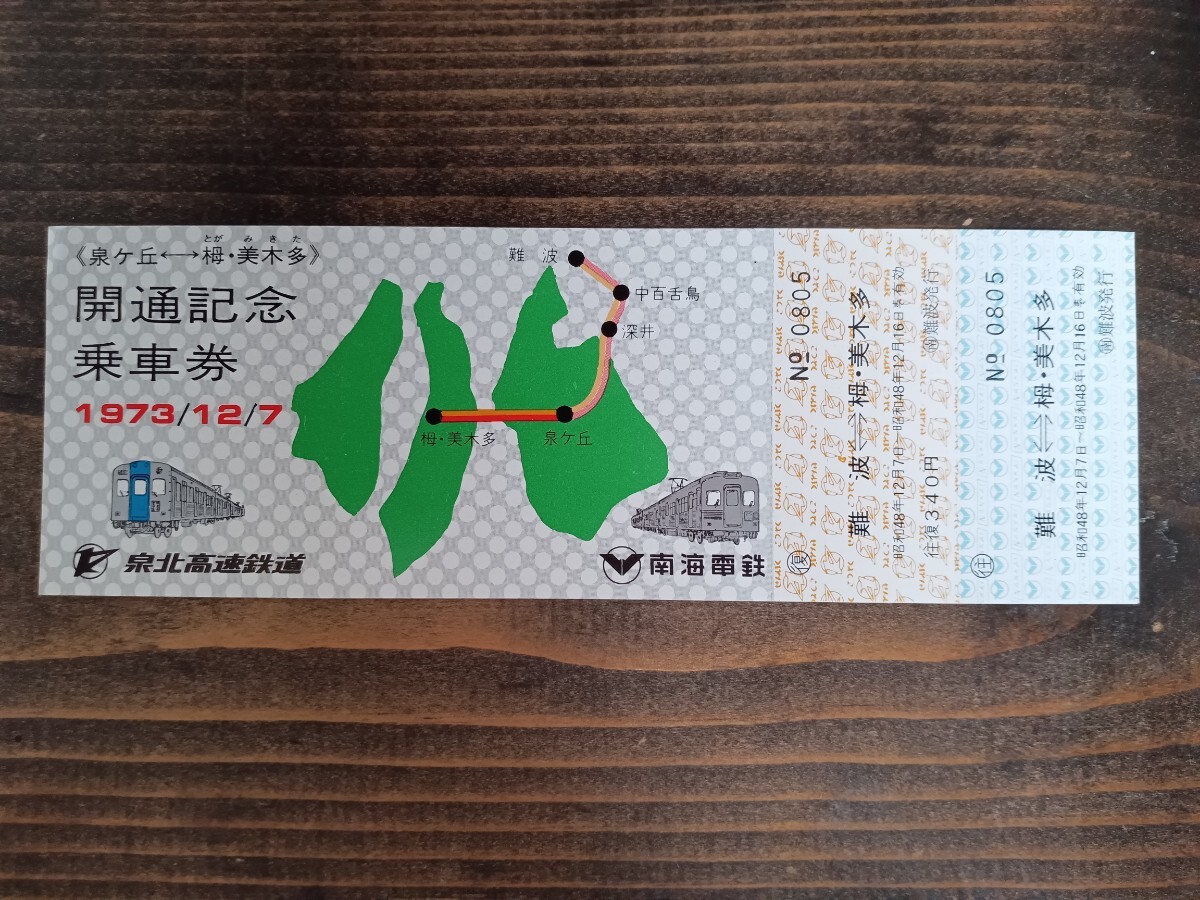 とが みきた
《泉ケ丘⟷栂・美木多》
開通記念
乗車券
1973/12/7
難波
中百舌鳥
深井
泉ケ丘
栂・美木多
泉北高速鉄道
南海電鉄
№ 0805
難波⇔栂・美木多
昭和48年12月7日~昭和48年12月16日まで有効
往復340円
㊟難波発行
復
№ 0805
難波⇔栂・美木多
昭和48年12月7日~昭和48年12月16日まで有効
難波発行
往